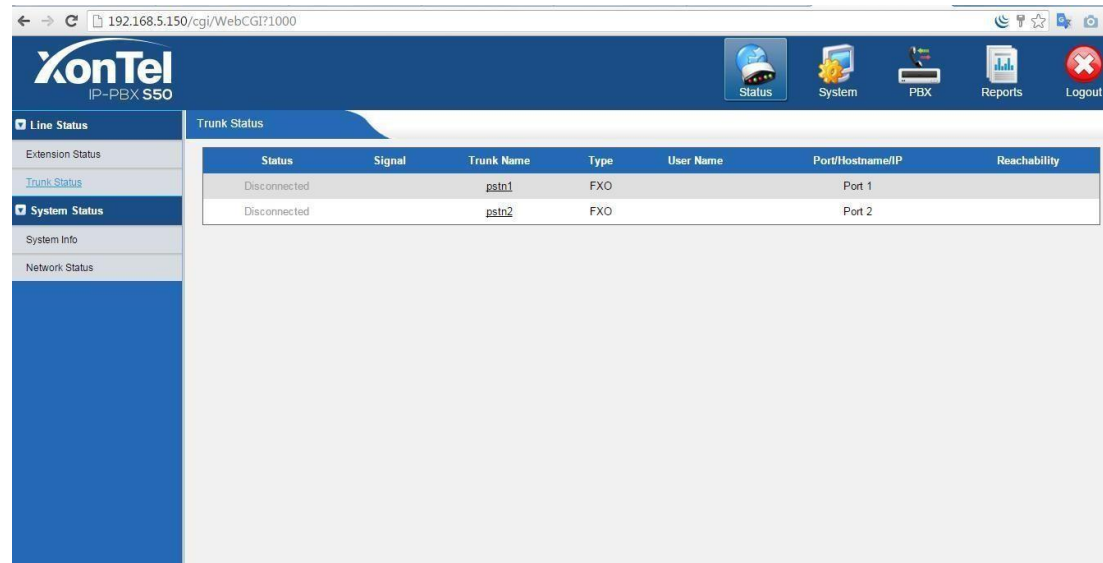 192.168.5.150/cgi/WebCGI?1000
XonTel
IP-PBX S50
Status System PBX Reports Logout
Line Status
Extension Status
Trunk Status
System Status
System Info
Network Status
Trunk Status
Status Signal Trunk Name Type User Name Port/Hostname/IP Reachability
Disconnected pstn1 FXO Port 1
Disconnected pstn2 FXO Port 2